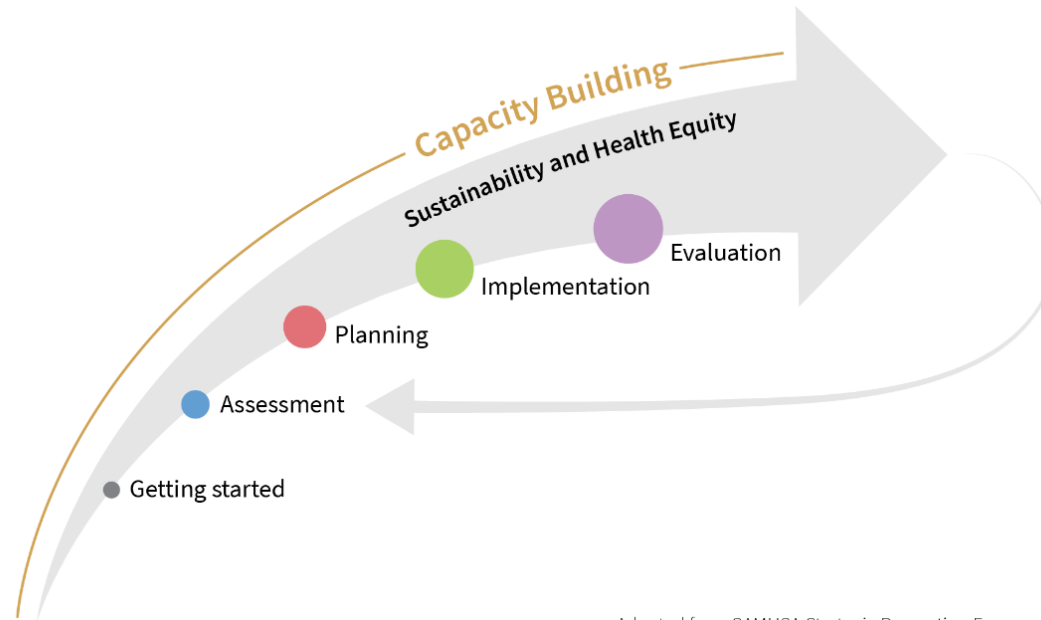 Capacity Building
Sustainability and Health Equity
Evaluation
Implementation
Planning
Assessment
Getting started